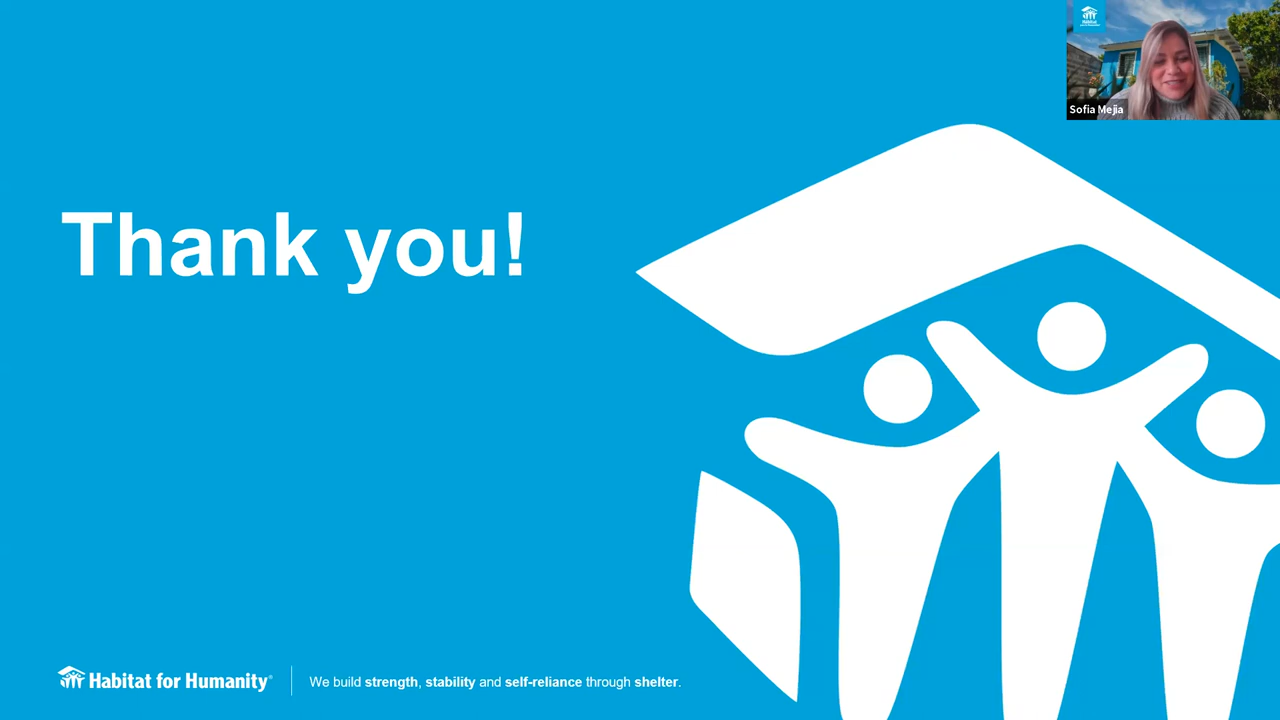 Sofia Mejia
Thank you!
Habitat for Humanity®
We build strength, stability and self-reliance through shelter.